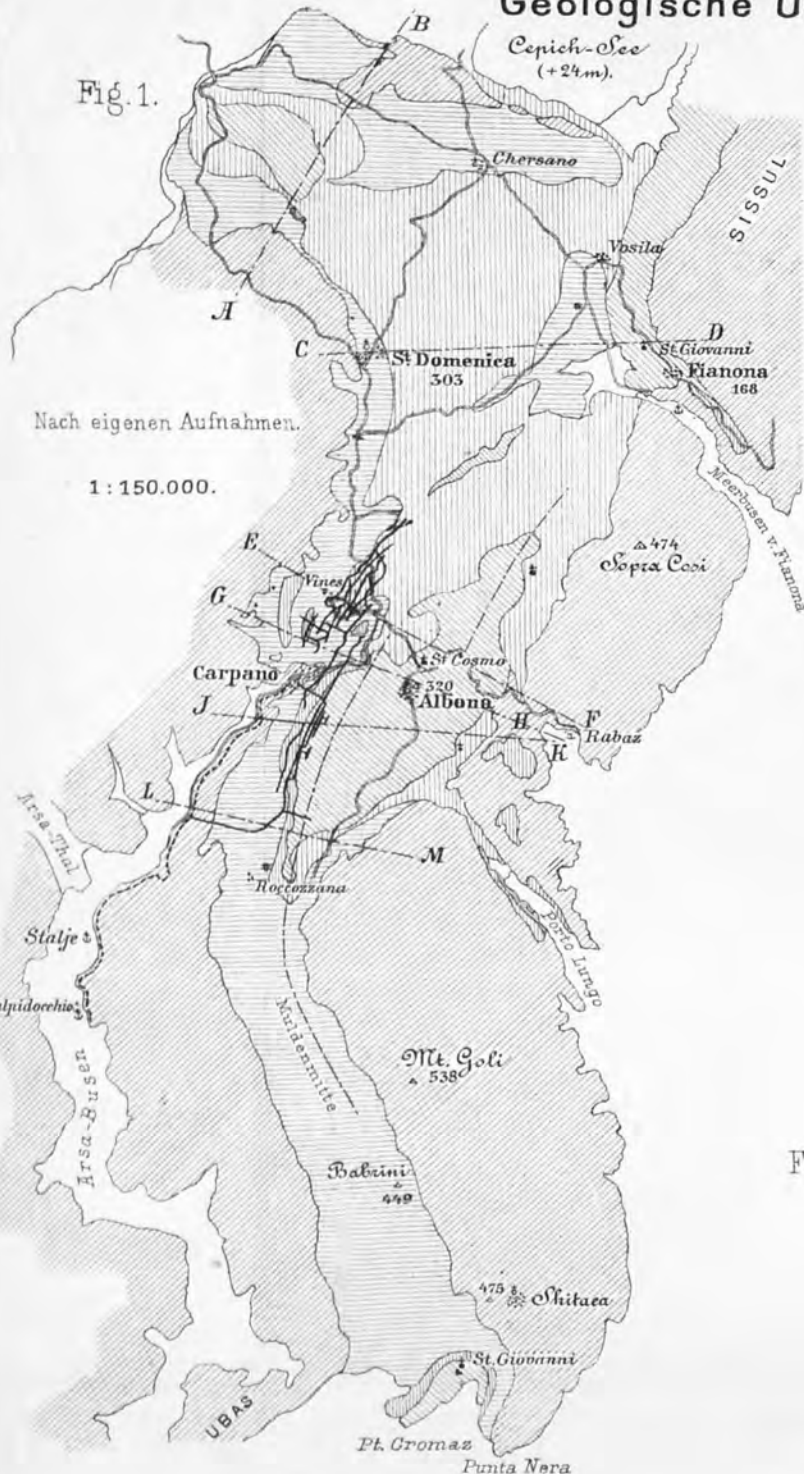 Geologische Ü
B
Cepich-See
(+24m).
Fig. 1.
Chersano
SISSUL
Vosila
A
C
D
St. Giovanni
St. Domenica
303
Fianona
168
Nach eigenen Aufnahmen.
1 : 150.000.
Meerbusen v. Fianona
E
474
Sopra Cosi
Vines
G
St. Cosmo
Carpano
320
Albona
J
H
F
Rabaz
K
L
M
Arsa-Thal
Roccozzana
Porto Lungo
Stalje
alpidocchio
Muldenmitte
Mt. Goli
538
Arsa-Busen
F
Babrini
449
475
Skitaca
St. Giovanni
UBAS
Pt. Cromaz
Punta Nera